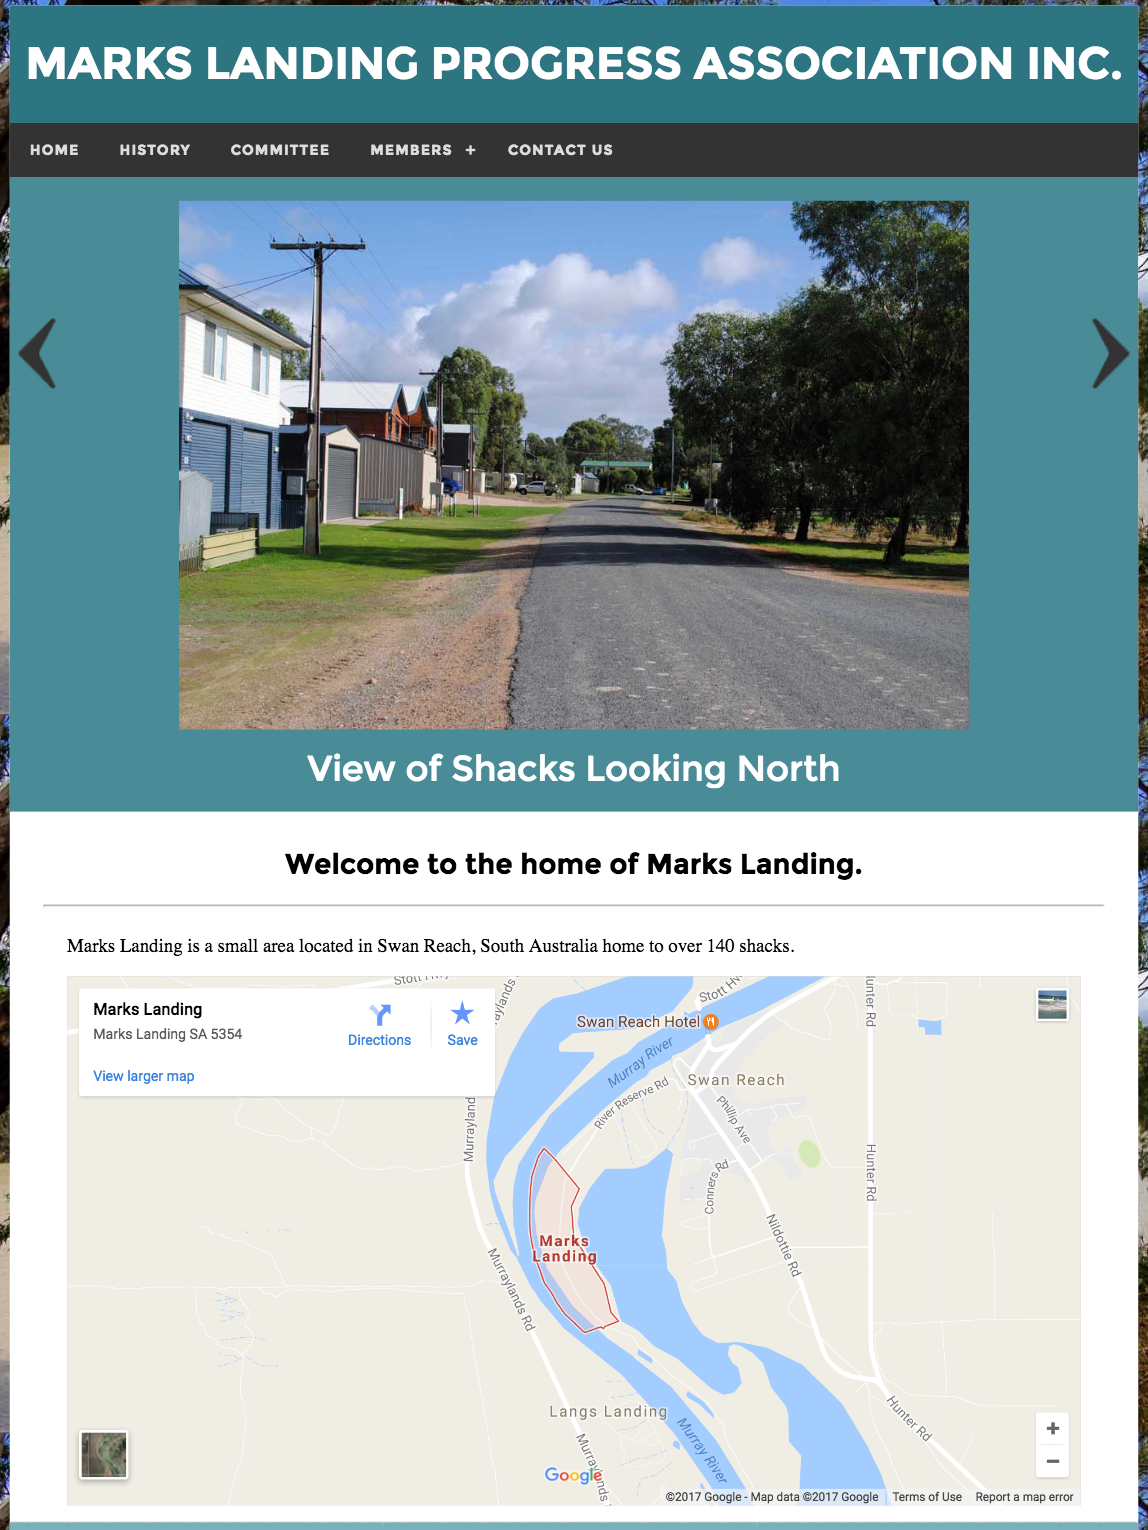 MARKS LANDING PROGRESS ASSOCIATION INC.
HOME HISTORY COMMITTEE MEMBERS + CONTACT US
View of Shacks Looking North
Welcome to the home of Marks Landing.
Marks Landing is a small area located in Swan Reach, South Australia home to over 140 shacks.
Marks Landing
Marks Landing SA 5354
Directions
Save
View larger map
Stott Hwy
Murraylands Rd
Stott Hwy
Hunter Rd
Swan Reach Hotel
Murray River
Swan Reach
River Reserve Rd
Phillip Ave
Murrayland
Conners Rd
Hunter Rd
Nildottie Rd
Marks
Landing
Murraylands Rd
Langs Landing
Hunter Rd
Murray River
Murraylands Rd
+
−
Google
©2017 Google - Map data ©2017 Google Terms of Use Report a map error